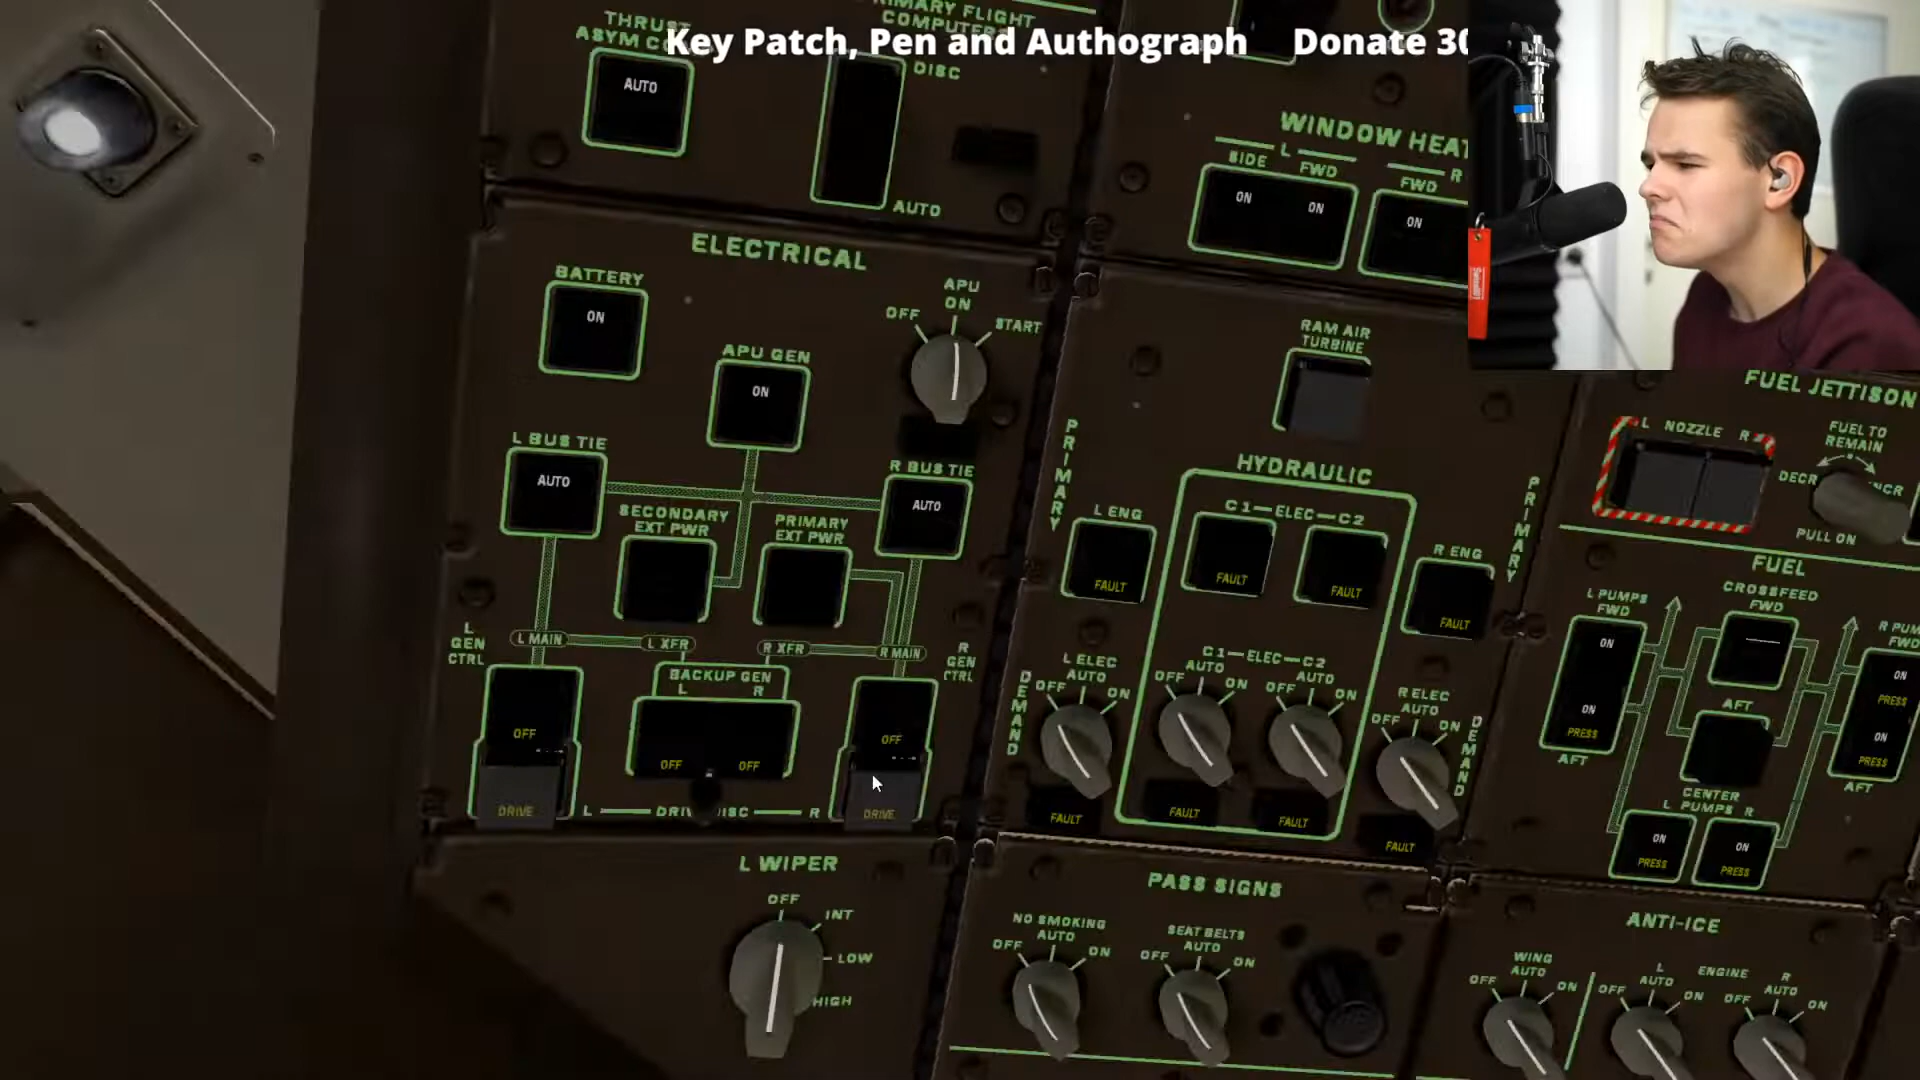 Key Patch, Pen and Authograph Donate 30
THRUST
ASYM CO
AUTO
PRIMARY FLIGHT
COMPUTERS
DISC
AUTO
WINDOW HEAT
L
SIDE FWD
ON ON
R
FWD
ON
ELECTRICAL
BATTERY
ON
APU
OFF ON START
APU GEN
ON
L BUS TIE
AUTO
R BUS TIE
AUTO
SECONDARY
EXT PWR
PRIMARY
EXT PWR
L
GEN
CTRL
L MAIN
L XFR
R XFR
R MAIN
R
GEN
CTRL
BACKUP GEN
L R
OFF
OFF OFF
OFF
DRIVE
L DRIVE DISC R
DRIVE
RAM AIR
TURBINE
HYDRAULIC
PRIMARY
PRIMARY
L ENG
FAULT
C1—ELEC—C2
FAULT FAULT
R ENG
FAULT
DEMAND
L ELEC
OFF AUTO ON
FAULT
C1—ELEC—C2
OFF AUTO ON
FAULT
OFF AUTO ON
FAULT
R ELEC
OFF AUTO ON
FAULT
DEMAND
FUEL JETTISON
L NOZZLE R
FUEL TO
REMAIN
DECR INCR
PULL ON
FUEL
L PUMPS
FWD
ON
ON
PRESS
AFT
CROSSFEED
FWD
AFT
R PUM
FWD
ON
PRESS
ON
PRESS
AFT
CENTER
L PUMPS R
ON
PRESS
ON
PRESS
L WIPER
OFF
INT
LOW
HIGH
PASS SIGNS
NO SMOKING
OFF AUTO ON
SEAT BELTS
OFF AUTO ON
ANTI-ICE
WING
OFF AUTO ON
ENGINE
L
OFF AUTO ON
R
OFF AUTO ON